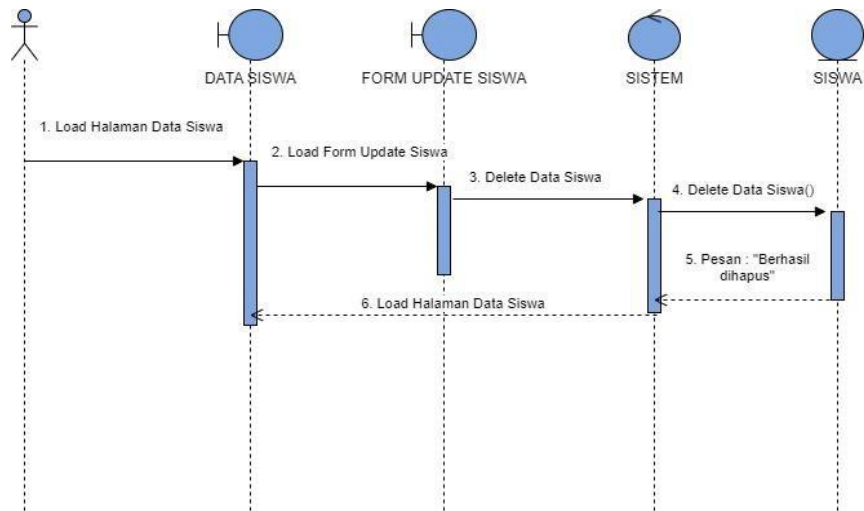 DATA SISWA
FORM UPDATE SISWA
SISTEM
SISWA
1. Load Halaman Data Siswa
2. Load Form Update Siswa
3. Delete Data Siswa
4. Delete Data Siswa()
5. Pesan : "Berhasil
dihapus"
6. Load Halaman Data Siswa